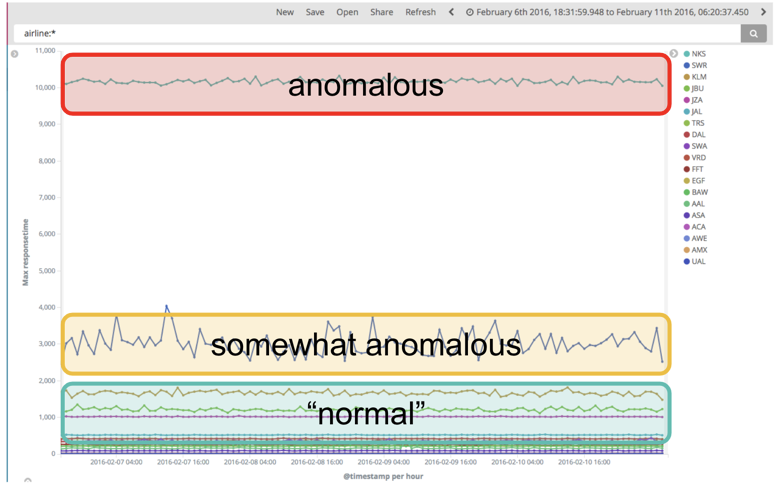 New Save Open Share Refresh February 6th 2016, 18:31:59.948 to February 11th 2016, 06:20:37.450
airline:*
11,000
10,000
9,000
8,000
7,000
6,000
5,000
4,000
3,000
2,000
1,000
0
Max responsetime
anomalous
somewhat anomalous
“normal”
2016-02-07 04:00 2016-02-07 16:00 2016-02-08 04:00 2016-02-08 16:00 2016-02-09 04:00 2016-02-09 16:00 2016-02-10 04:00 2016-02-10 16:00
@timestamp per hour
NKS
SWR
KLM
JBU
JZA
JAL
TRS
DAL
SWA
VRD
FFT
EGF
BAW
AAL
ASA
ACA
AWE
AMX
UAL